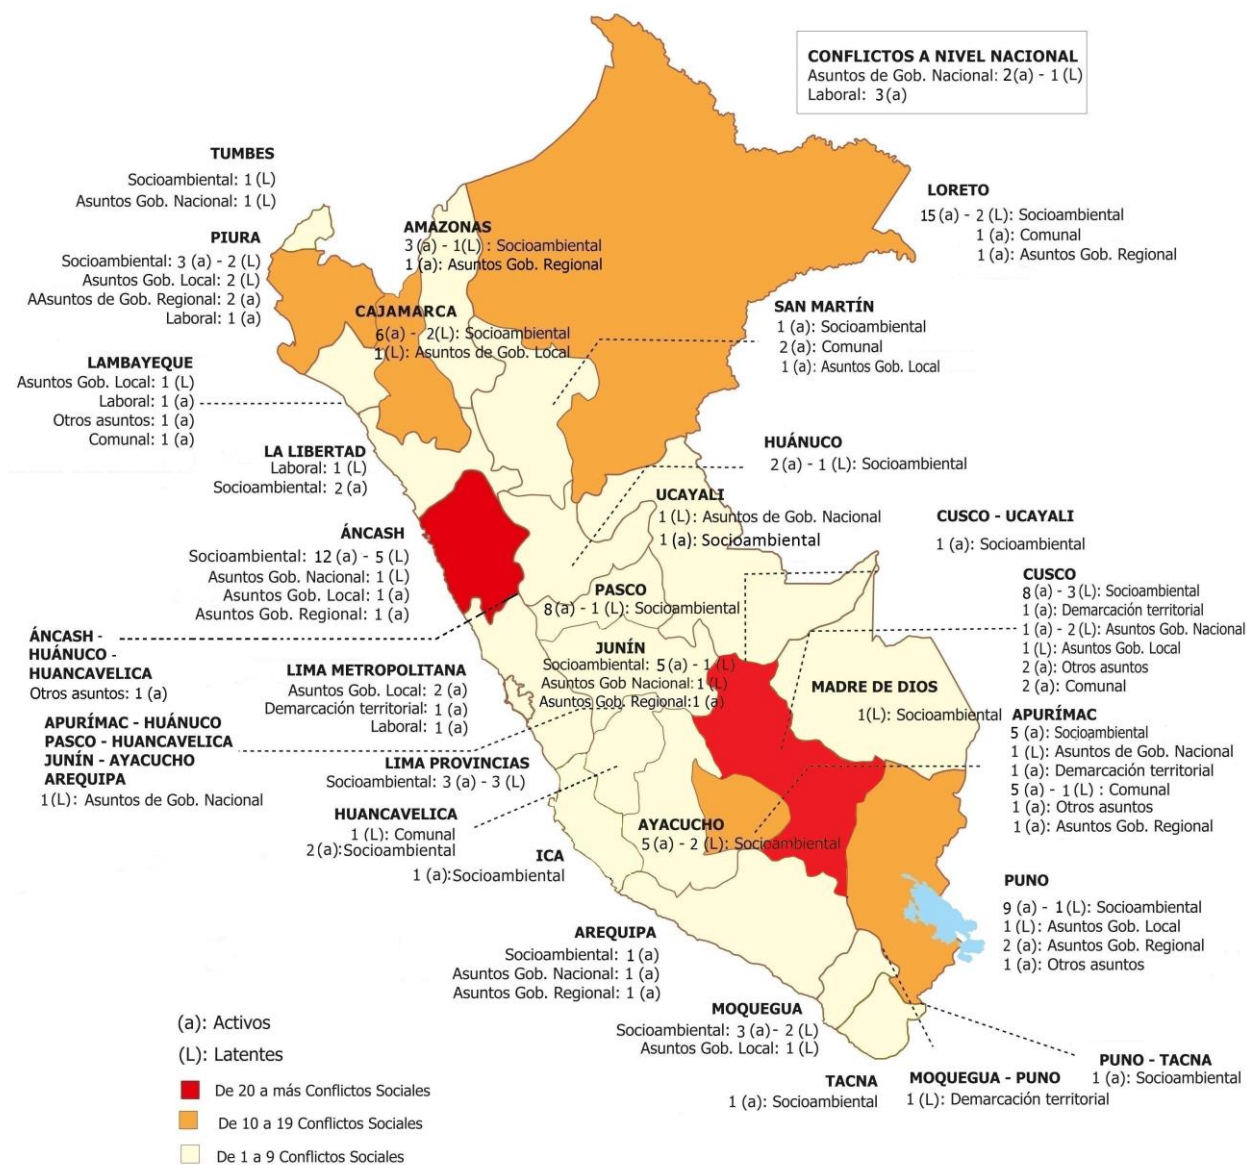 CONFLICTOS A NIVEL NACIONAL
Asuntos de Gob. Nacional: 2(a) - 1(L)
Laboral: 3(a)
TUMBES
Socioambiental: 1 (L)
Asuntos Gob. Nacional: 1 (L)
PIURA
Socioambiental: 3 (a) - 2 (L)
Asuntos Gob. Local: 2 (L)
AAsuntos de Gob. Regional: 2 (a)
Laboral: 1 (a)
AMAZONAS
3 (a) - 1(L) : Socioambiental
1 (a): Asuntos Gob. Regional
LORETO
15 (a) - 2 (L): Socioambiental
1 (a): Comunal
1 (a): Asuntos Gob. Regional
CAJAMARCA
6(a) - 2(L): Socioambiental
1(L): Asuntos de Gob. Local
SAN MARTÍN
1 (a): Socioambiental
2 (a): Comunal
1 (a): Asuntos Gob. Local
LAMBAYEQUE
Asuntos Gob. Local: 1 (L)
Laboral: 1 (a)
Otros asuntos: 1 (a)
Comunal: 1 (a)
LA LIBERTAD
Laboral: 1 (L)
Socioambiental: 2 (a)
HUÁNUCO
2 (a) - 1 (L): Socioambiental
UCAYALI
1 (L): Asuntos de Gob. Nacional
1 (a): Socioambiental
CUSCO - UCAYALI
1 (a): Socioambiental
ÁNCASH
Socioambiental: 12 (a) - 5 (L)
Asuntos Gob. Nacional: 1 (L)
Asuntos Gob. Local: 1 (a)
Asuntos Gob. Regional: 1 (a)
PASCO
8 (a) - 1 (L): Socioambiental
CUSCO
8 (a) - 3 (L): Socioambiental
1 (a): Demarcación territorial
1 (a) - 2 (L): Asuntos Gob. Nacional
1 (L): Asuntos Gob. Local
2 (a): Otros asuntos
2 (a): Comunal
ÁNCASH -
HUÁNUCO -
HUANCAVELICA
Otros asuntos: 1 (a)
JUNÍN
Socioambiental: 5 (a) - 1 (L)
Asuntos Gob Nacional: 1 (L)
Asuntos Gob. Regional: 1 (a)
LIMA METROPOLITANA
Asuntos Gob. Local: 2 (a)
Demarcación territorial: 1 (a)
Laboral: 1 (a)
MADRE DE DIOS
1(L): Socioambiental
APURÍMAC - HUÁNUCO
PASCO - HUANCAVELICA
JUNÍN - AYACUCHO
AREQUIPA
1(L): Asuntos de Gob. Nacional
APURÍMAC
5 (a): Socioambiental
1 (L): Asuntos de Gob. Nacional
1 (a): Demarcación territorial
5 (a) - 1 (L) : Comunal
1 (a): Otros asuntos
1 (a): Asuntos Gob. Regional
LIMA PROVINCIAS
Socioambiental: 3 (a) - 3 (L)
HUANCAVELICA
1 (L): Comunal
2 (a):Socioambiental
AYACUCHO
5 (a) - 2 (L): Socioambiental
ICA
1 (a):Socioambiental
PUNO
9 (a) - 1(L): Socioambiental
1 (L): Asuntos Gob. Local
2 (a): Asuntos Gob. Regional
1 (a): Otros asuntos
AREQUIPA
Socioambiental: 1 (a)
Asuntos Gob. Nacional: 1 (a)
Asuntos Gob. Regional: 1 (a)
MOQUEGUA
Socioambiental: 3 (a) - 2 (L)
Asuntos Gob. Local: 1 (L)
TACNA
1 (a): Socioambiental
MOQUEGUA - PUNO
1 (L): Demarcación territorial
PUNO - TACNA
1 (a): Socioambiental
(a): Activos
(L): Latentes
De 20 a más Conflictos Sociales
De 10 a 19 Conflictos Sociales
De 1 a 9 Conflictos Sociales